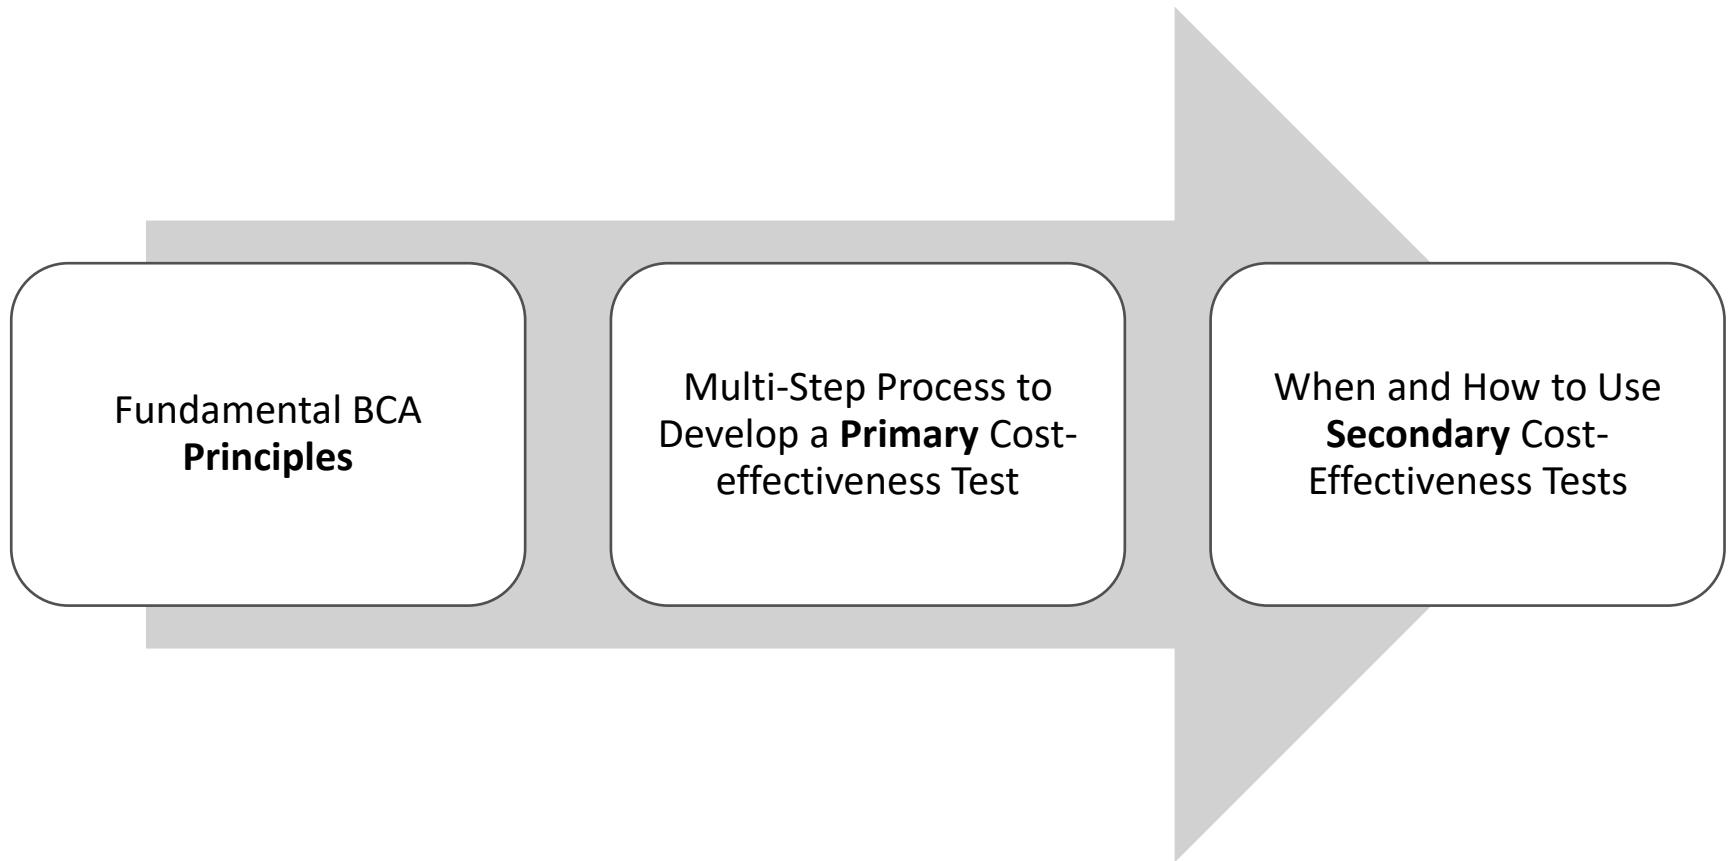 Fundamental BCA
Principles
Multi-Step Process to
Develop a Primary Cost-
effectiveness Test
When and How to Use
Secondary Cost-
Effectiveness Tests